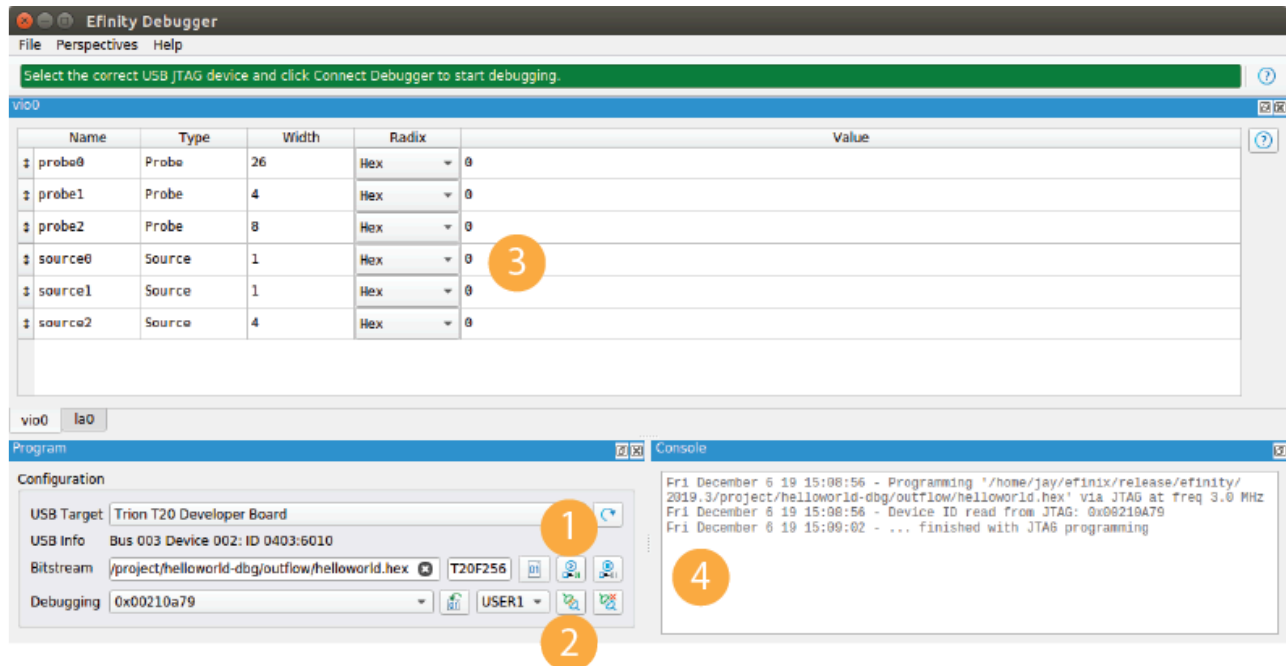 Efinity Debugger
File Perspectives Help
Select the correct USB JTAG device and click Connect Debugger to start debugging.
vio0
Name Type Width Radix Value
probe0 Probe 26 Hex 0
probe1 Probe 4 Hex 0
probe2 Probe 8 Hex 0
source0 Source 1 Hex 0
3
source1 Source 1 Hex 0
source2 Source 4 Hex 0
vio0 la0
Program
Configuration
USB Target Trion T20 Developer Board
1
USB Info Bus 003 Device 002: ID 0403:6010
Bitstream /project/helloworld-dbg/outflow/helloworld.hex T20F256
Debugging 0x00210a79 USER1
2
Console
Fri December 6 19 15:08:56 - Programming '/home/jay/efinix/release/efinity/
2019.3/project/helloworld-dbg/outflow/helloworld.hex' via JTAG at freq 3.0 MHz
Fri December 6 19 15:08:56 - Device ID read from JTAG: 0x00210A79
Fri December 6 19 15:09:02 - ... finished with JTAG programming
4